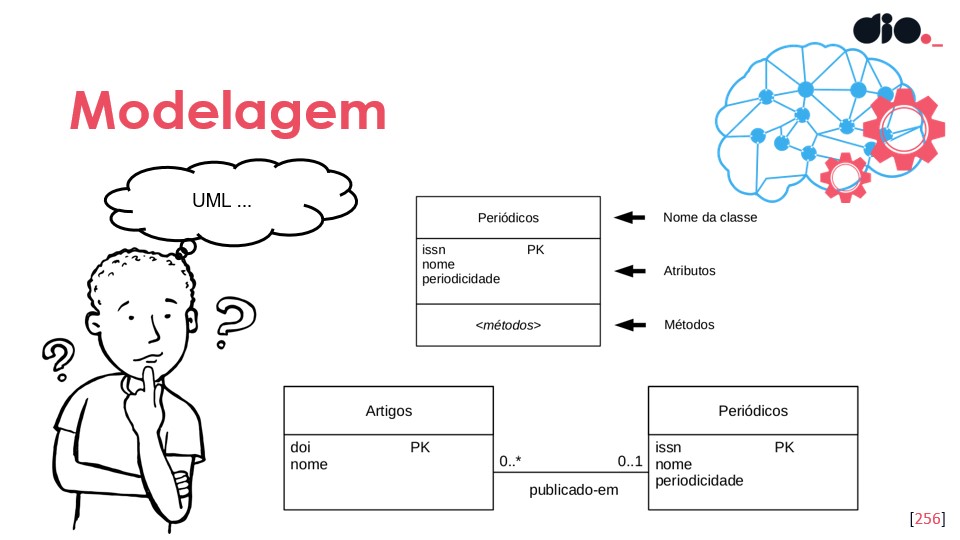 dio._
Modelagem
UML ...
?
?
Periódicos
issn PK
nome
periodicidade
<métodos>
Nome da classe
Atributos
Métodos
Artigos
doi PK
nome
0..*
0..1
publicado-em
Periódicos
issn PK
nome
periodicidade
[256]